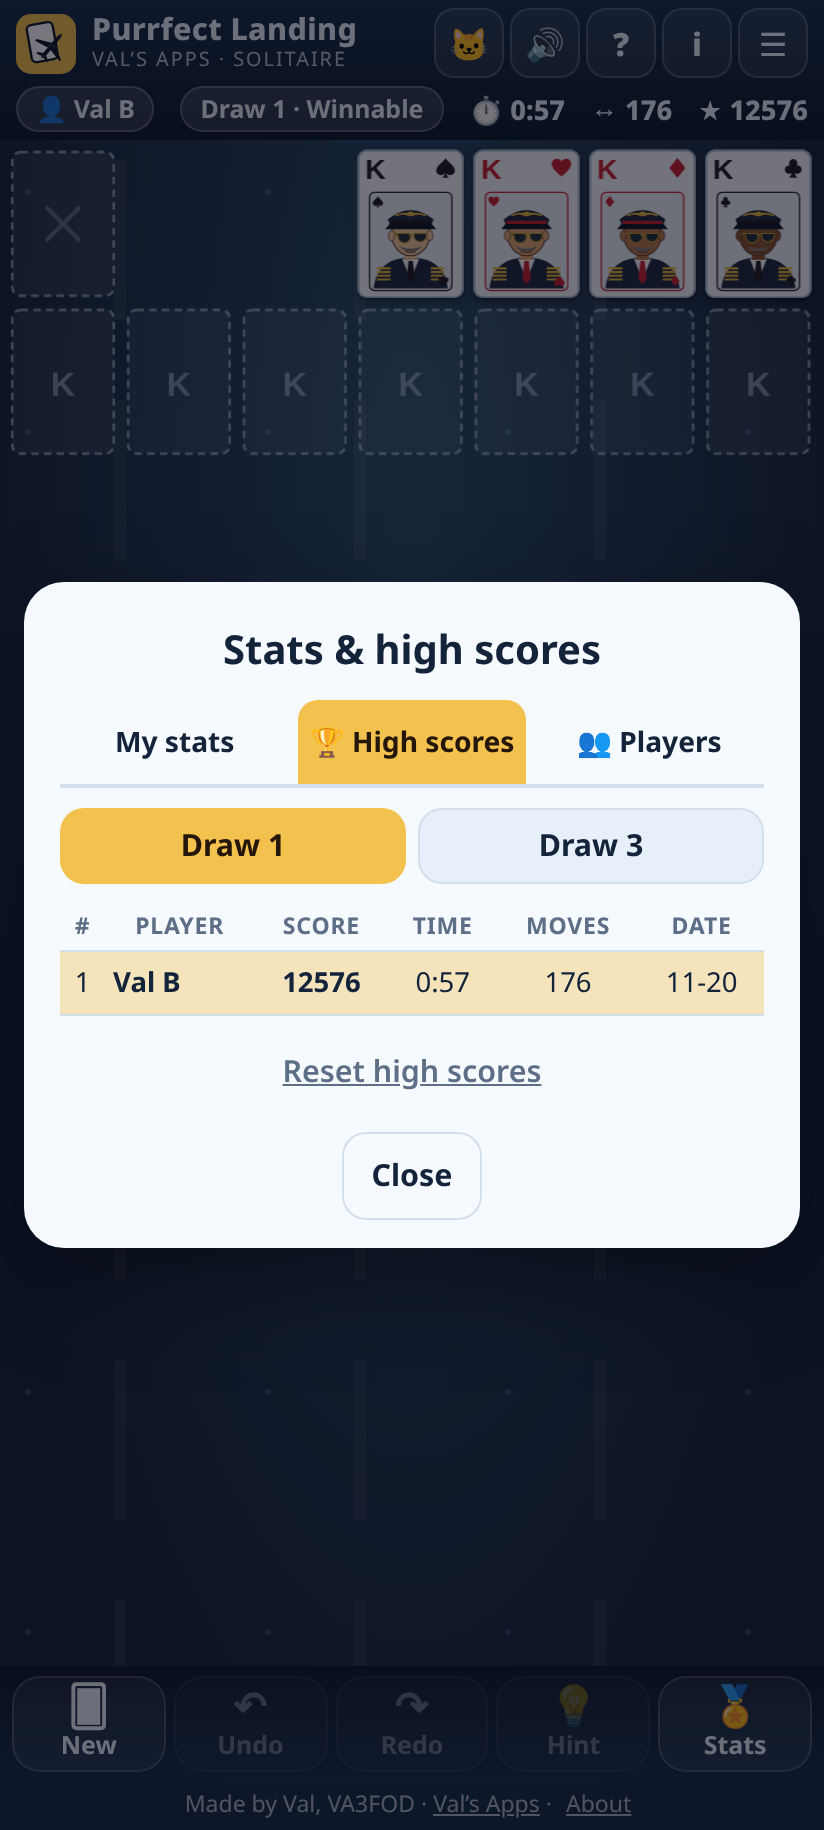 Purrfect Landing
VAL'S APPS · SOLITAIRE
?
i
Val B
Draw 1 · Winnable
0:57
↔ 176
★ 12576
K
K
K
K
K K K K K K K
Stats & high scores
My stats
High scores
Players
Draw 1
Draw 3
# PLAYER SCORE TIME MOVES DATE
1 Val B 12576 0:57 176 11-20
Reset high scores
Close
New
Undo
Redo
Hint
Stats
Made by Val, VA3FOD · Val's Apps · About